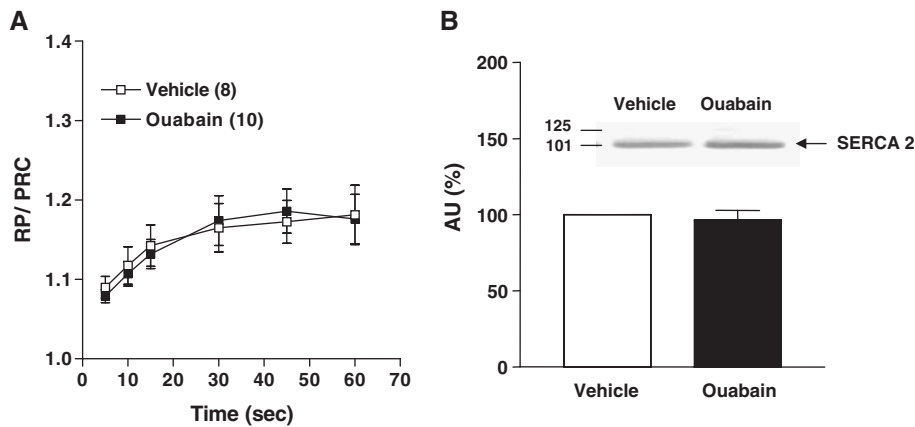 A
RP/ PRC
1.4
1.3
1.2
1.1
1.0
Vehicle (8)
Ouabain (10)
0 10 20 30 40 50 60 70
Time (sec)
B
AU (%)
200
150
100
50
0
Vehicle Ouabain
125
101
SERCA 2
Vehicle Ouabain